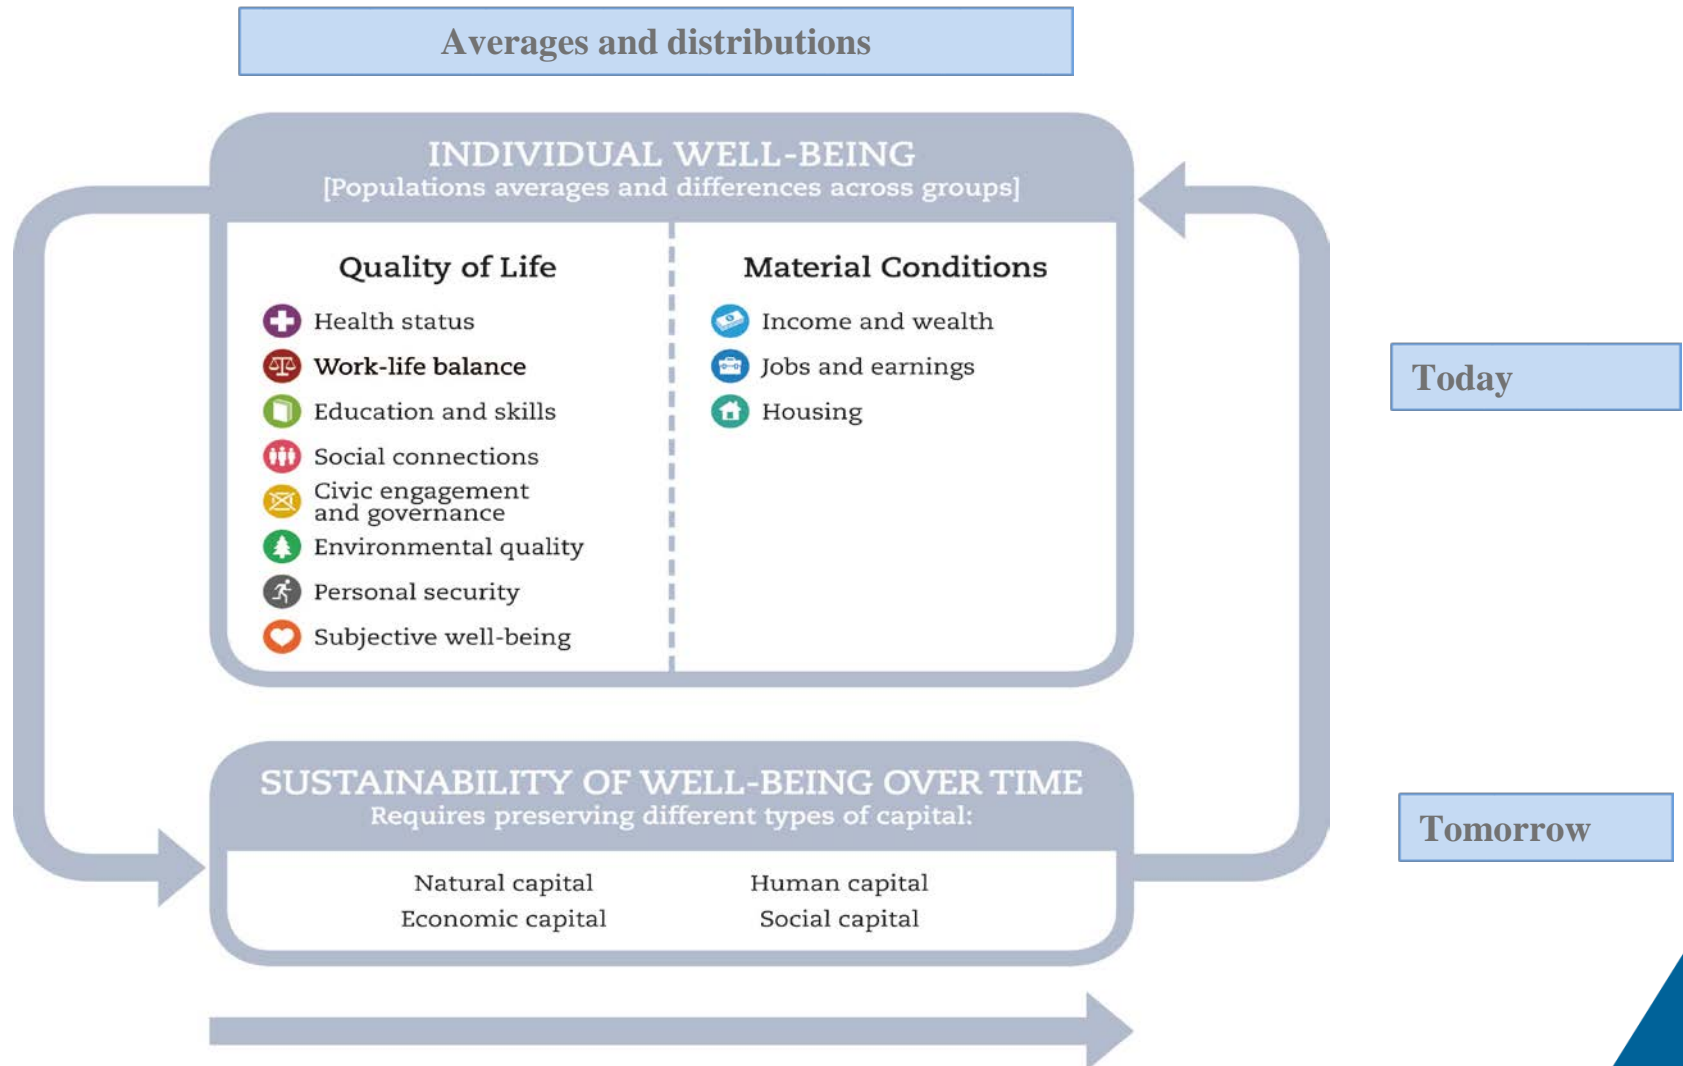 Averages and distributions
INDIVIDUAL WELL-BEING
[Populations averages and differences across groups]
Quality of Life
Health status
Work-life balance
Education and skills
Social connections
Civic engagement
and governance
Environmental quality
Personal security
Subjective well-being
Material Conditions
Income and wealth
Jobs and earnings
Housing
Today
SUSTAINABILITY OF WELL-BEING OVER TIME
Requires preserving different types of capital:
Natural capital
Human capital
Economic capital
Social capital
Tomorrow